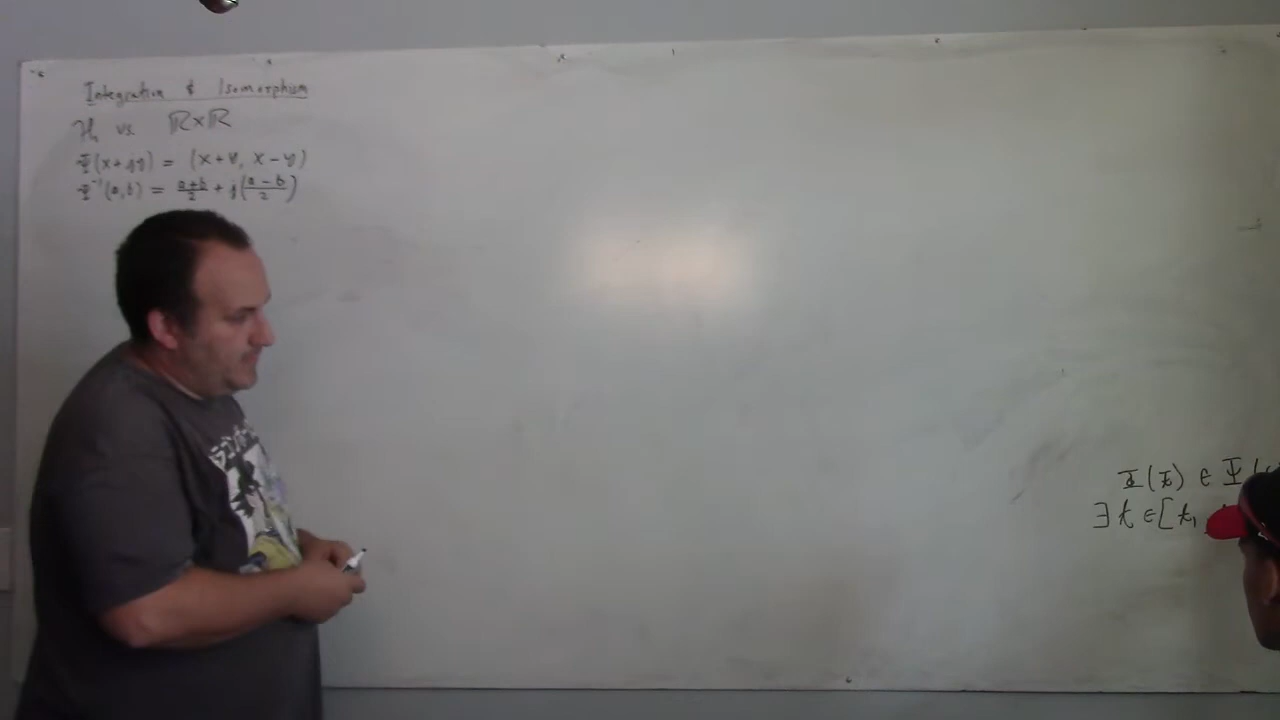 Integration & Isomorphism
ℋ vs ℝ×ℝ
Φ(x+jy) = (x+y, x−y)
Φ⁻¹(a,b) = (a+b)/2 + j((a−b)/2)
∈
∃ t ∈ [t₁